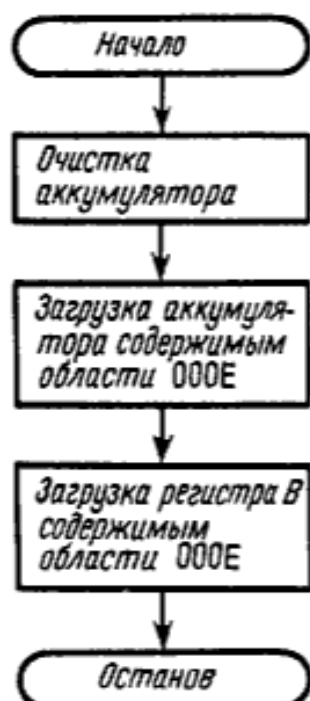 Начало
Очистка
аккумулятора
Загрузка аккумуля-
тора содержимым
области 000E
Загрузка регистра В
содержимым
области 000E
Останов